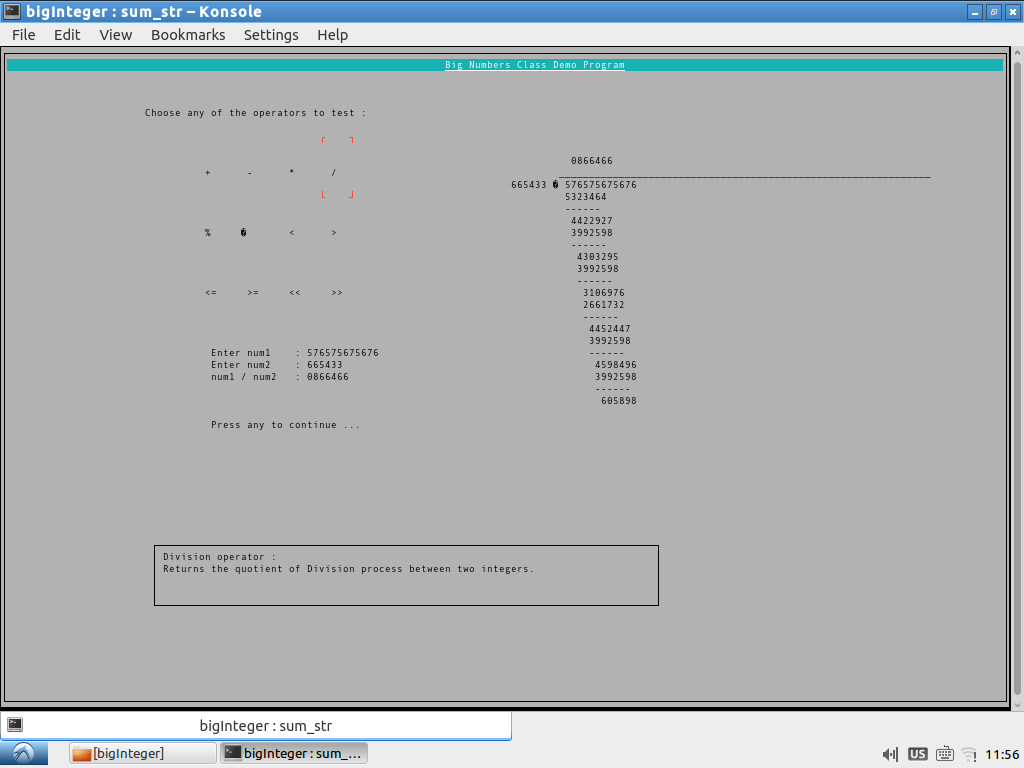 bigInteger : sum_str – Konsole
File Edit View Bookmarks Settings Help
Big Numbers Class Demo Program
Choose any of the operators to test :
+ - * /
% � < >
<= >= << >>
Enter num1 : 576575675676
Enter num2 : 665433
num1 / num2 : 0866466
Press any to continue ...
0866466
______________________________________________________________
665433 � 576575675676
5323464
------
4422927
3992598
------
4303295
3992598
------
3106976
2661732
------
4452447
3992598
------
4598496
3992598
------
605898
Division operator :
Returns the quotient of Division process between two integers.
bigInteger : sum_str
[bigInteger]
bigInteger : sum_...
US
11:56